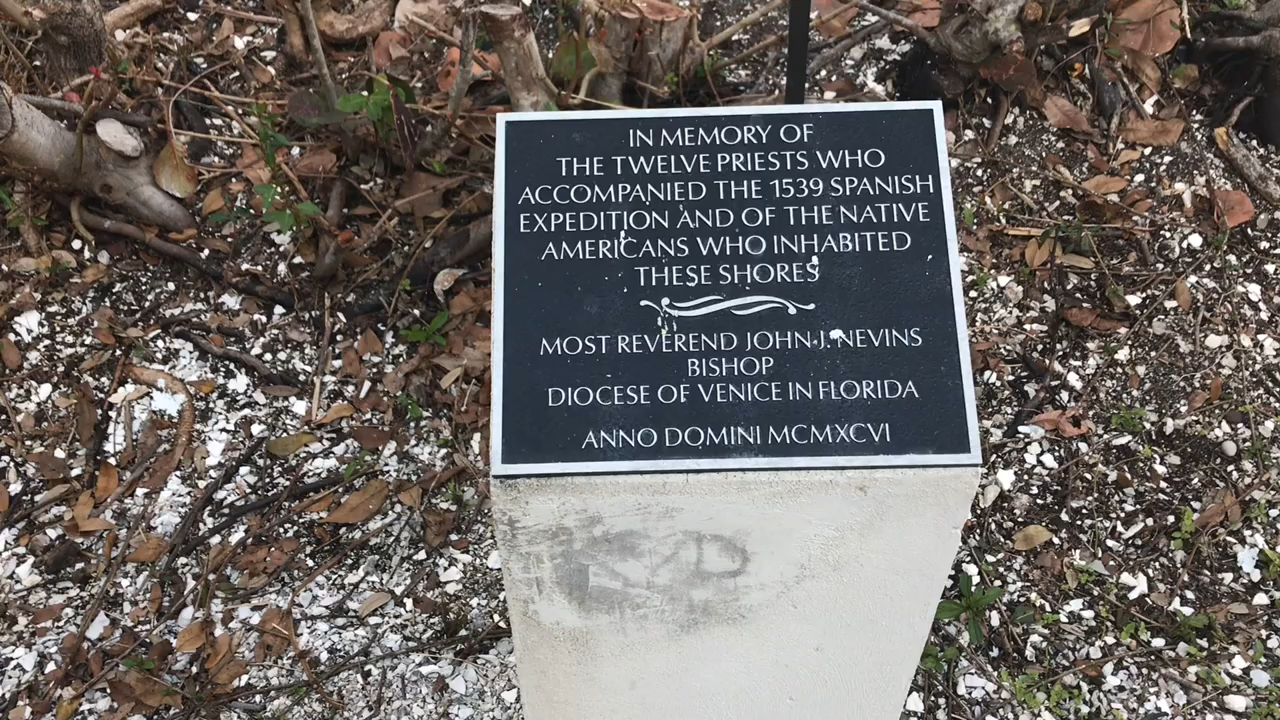 IN MEMORY OF
THE TWELVE PRIESTS WHO
ACCOMPANIED THE 1539 SPANISH
EXPEDITION AND OF THE NATIVE
AMERICANS WHO INHABITED
THESE SHORES
MOST REVEREND JOHN J. NEVINS
BISHOP
DIOCESE OF VENICE IN FLORIDA
ANNO DOMINI MCMXCVI